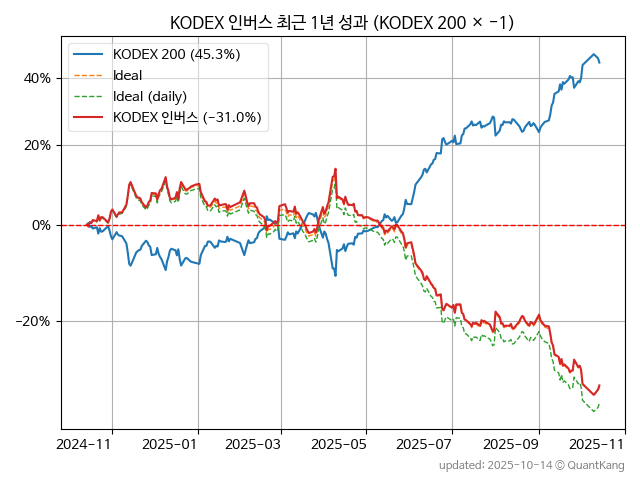 KODEX 인버스 최근 1년 성과 (KODEX 200 × −1)
KODEX 200 (45.3%)
Ideal
Ideal (daily)
KODEX 인버스 (−31.0%)
40%
20%
0%
−20%
2024-11 2025-01 2025-03 2025-05 2025-07 2025-09 2025-11
updated: 2025-10-14 © QuantKang